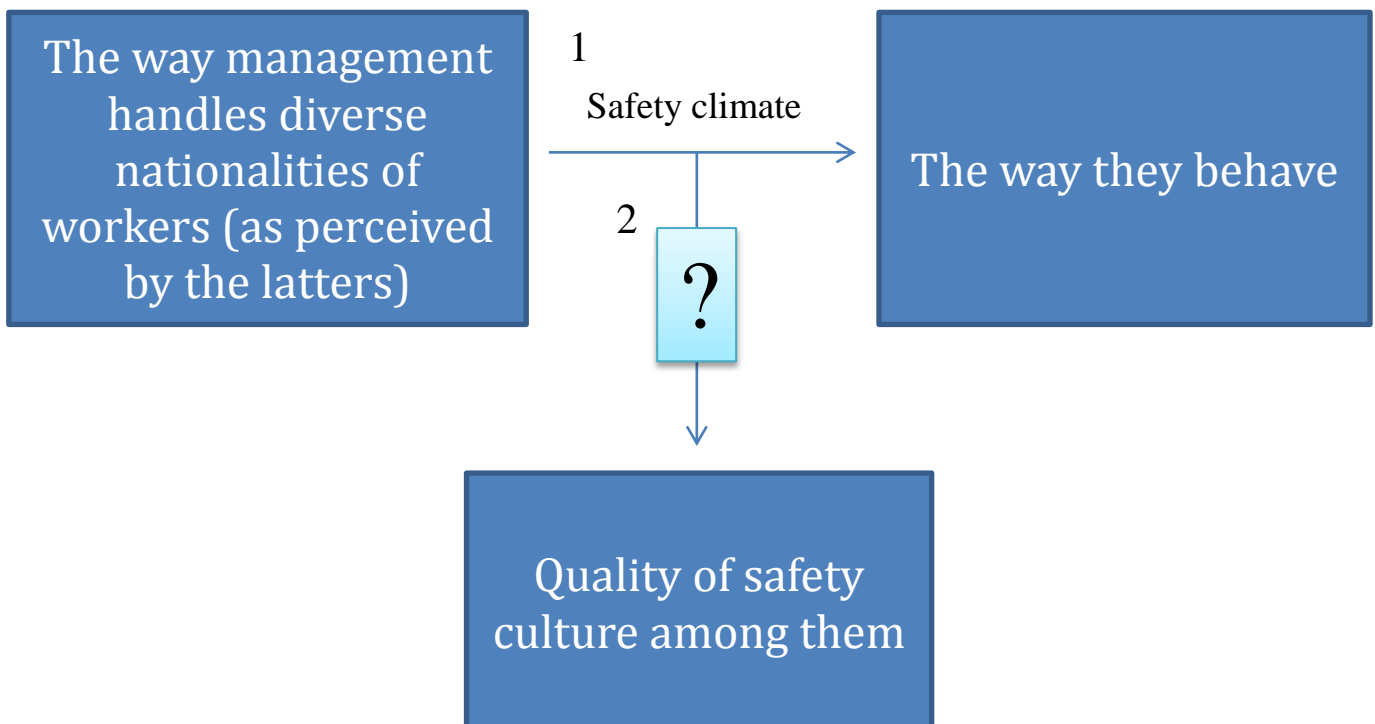 The way management
handles diverse
nationalities of
workers (as perceived
by the latters)
1
Safety climate
The way they behave
2
?
Quality of safety
culture among them